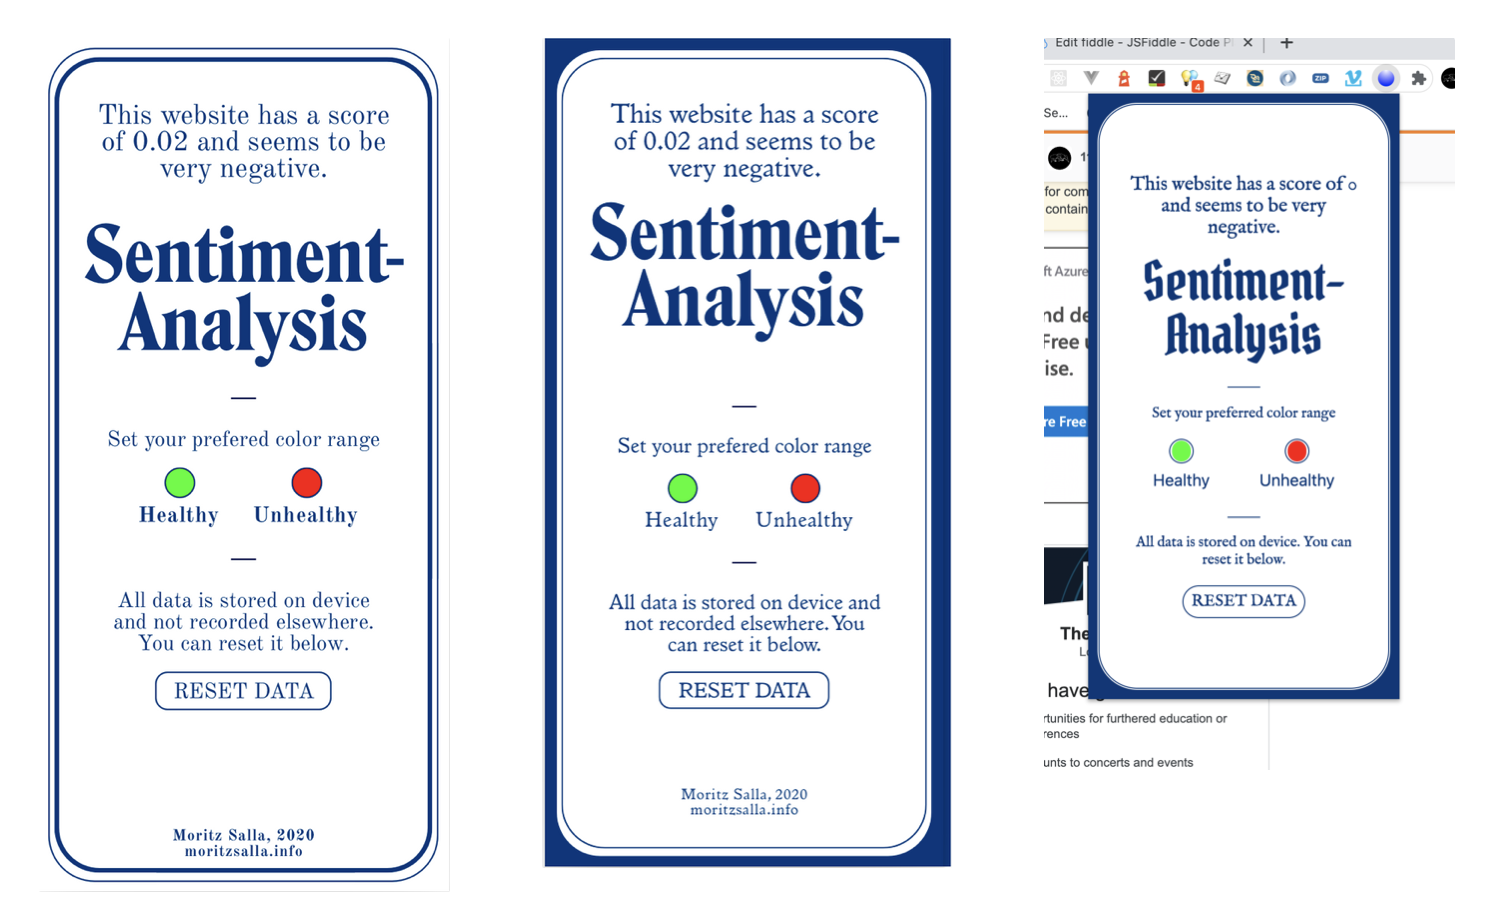 This website has a score
of 0.02 and seems to be
very negative.
Sentiment-
Analysis
Set your prefered color range
Healthy
Unhealthy
All data is stored on device
and not recorded elsewhere.
You can reset it below.
RESET DATA
Moritz Salla, 2020
moritzsalla.info
This website has a score
of 0.02 and seems to be
very negative.
Sentiment-
Analysis
Set your prefered color range
Healthy
Unhealthy
All data is stored on device and
not recorded elsewhere. You
can reset it below.
RESET DATA
Moritz Salla, 2020
moritzsalla.info
Edit fiddle - JSFiddle - Code
4
ZIP
Se...
for com
contain
ft Azure
nd de
Free
ise.
re Free
The
have
rtunities for furthered education or
rences
unts to concerts and events
This website has a score of 0
and seems to be very
negative.
Sentiment-
Analysis
Set your preferred color range
Healthy
Unhealthy
All data is stored on device. You can
reset it below.
RESET DATA